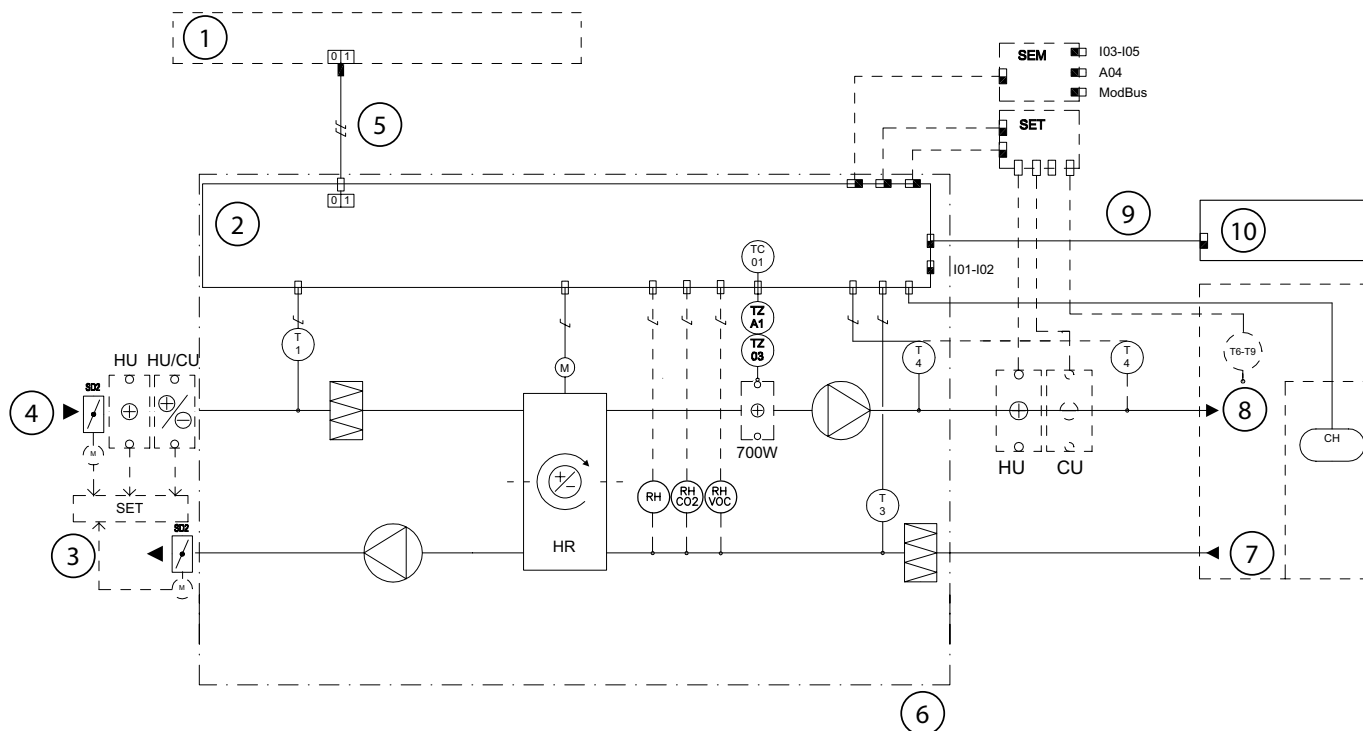 1
0 1
SEM
I03-I05
A04
ModBus
5
SET
0 1
2
9
10
TC
01
I01-I02
T
1
TZ
A1
TZ
03
HU
HU/CU
SD2
M
T
4
T
4
T6-T9
4
M
700W
8
CH
HU
CU
SET
RH
RH
CO2
RH
VOC
T
3
SD2
HR
3
7
M
6